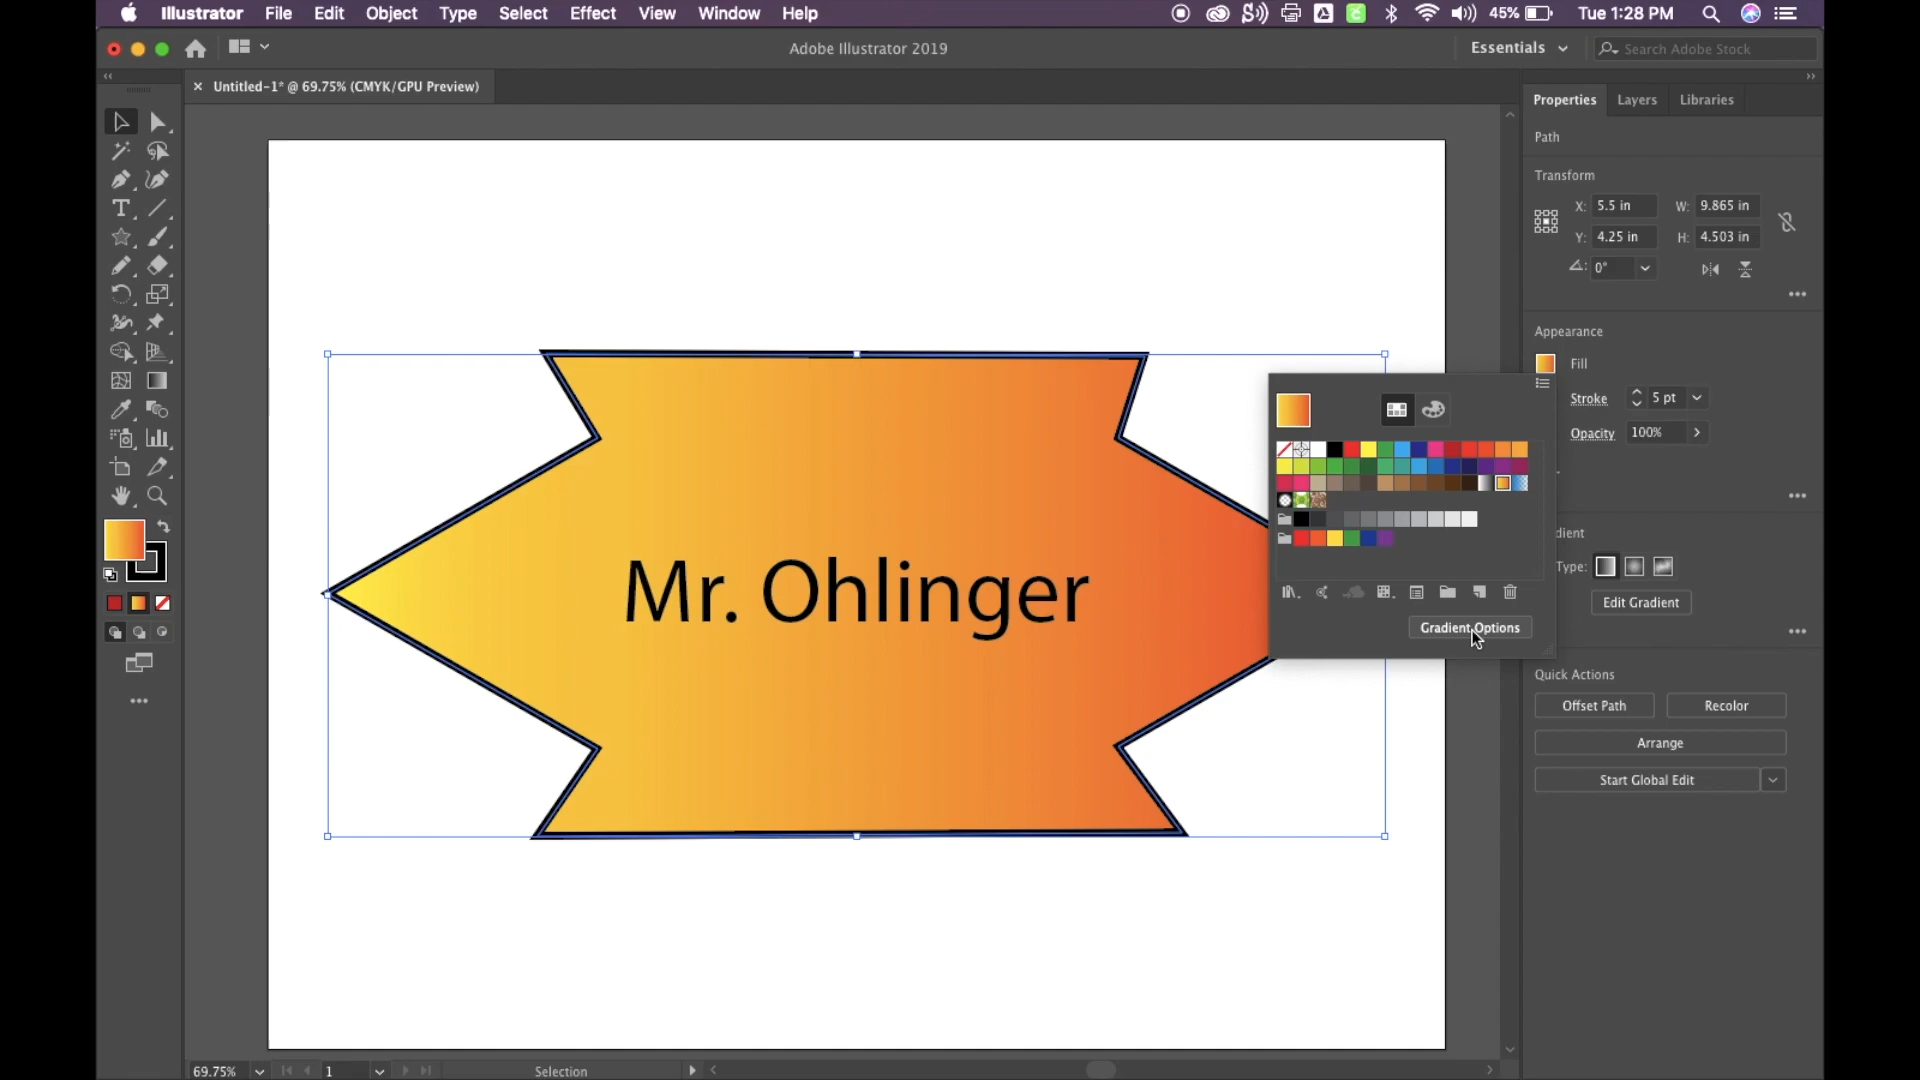 Illustrator File Edit Object Type Select Effect View Window Help 45% Tue 1:28 PM
Adobe Illustrator 2019 Essentials Search Adobe Stock
Untitled-1* @ 69.75% (CMYK/GPU Preview)
Properties Layers Libraries
Path
Transform
X: 5.5 in W: 9.865 in
Y: 4.25 in H: 4.503 in
0°
Appearance
Fill
Stroke 5 pt
Opacity 100%
dient
Type:
Edit Gradient
Gradient Options
Mr. Ohlinger
Quick Actions
Offset Path Recolor
Arrange
Start Global Edit
69.75% 1 Selection